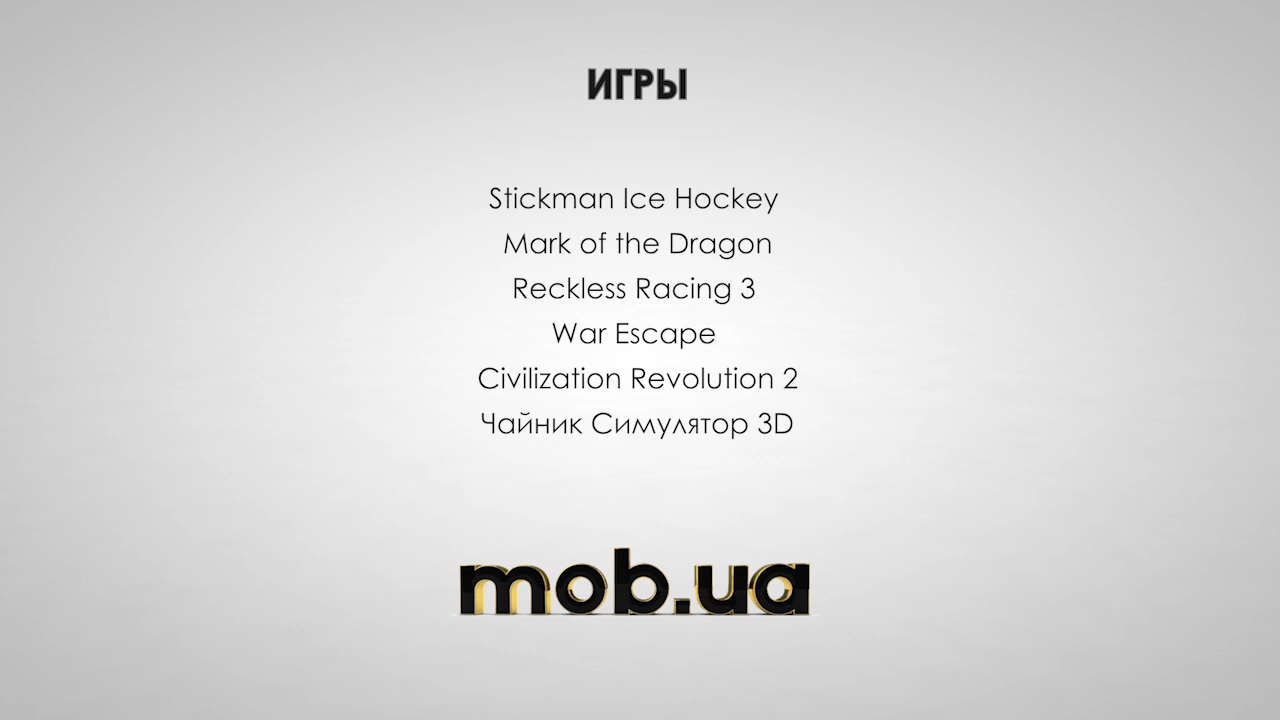 ИГРЫ
Stickman Ice Hockey
Mark of the Dragon
Reckless Racing 3
War Escape
Civilization Revolution 2
Чайник Симулятор 3D
mob.ua